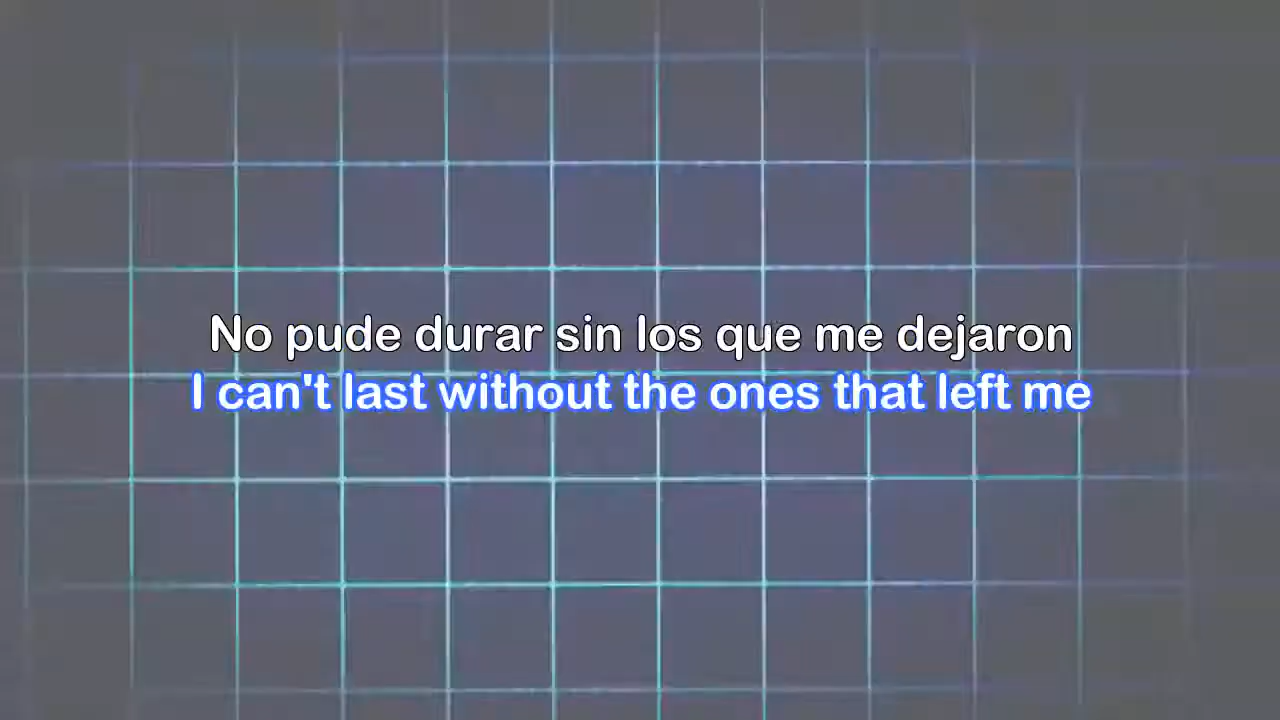 No pude durar sin los que me dejaron
I can't last without the ones that left me